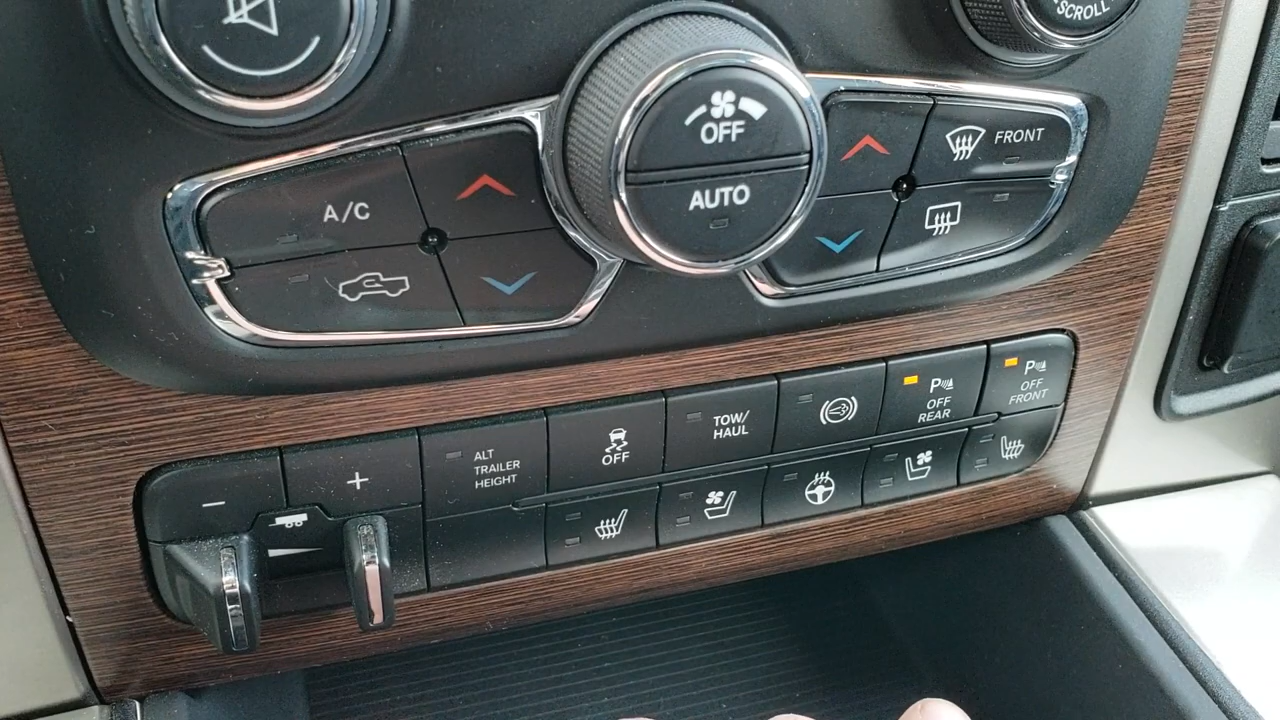 SCROLL
OFF
AUTO
A/C
FRONT
−
+
ALT
TRAILER
HEIGHT
OFF
TOW/
HAUL
P
OFF
REAR
P
OFF
FRONT